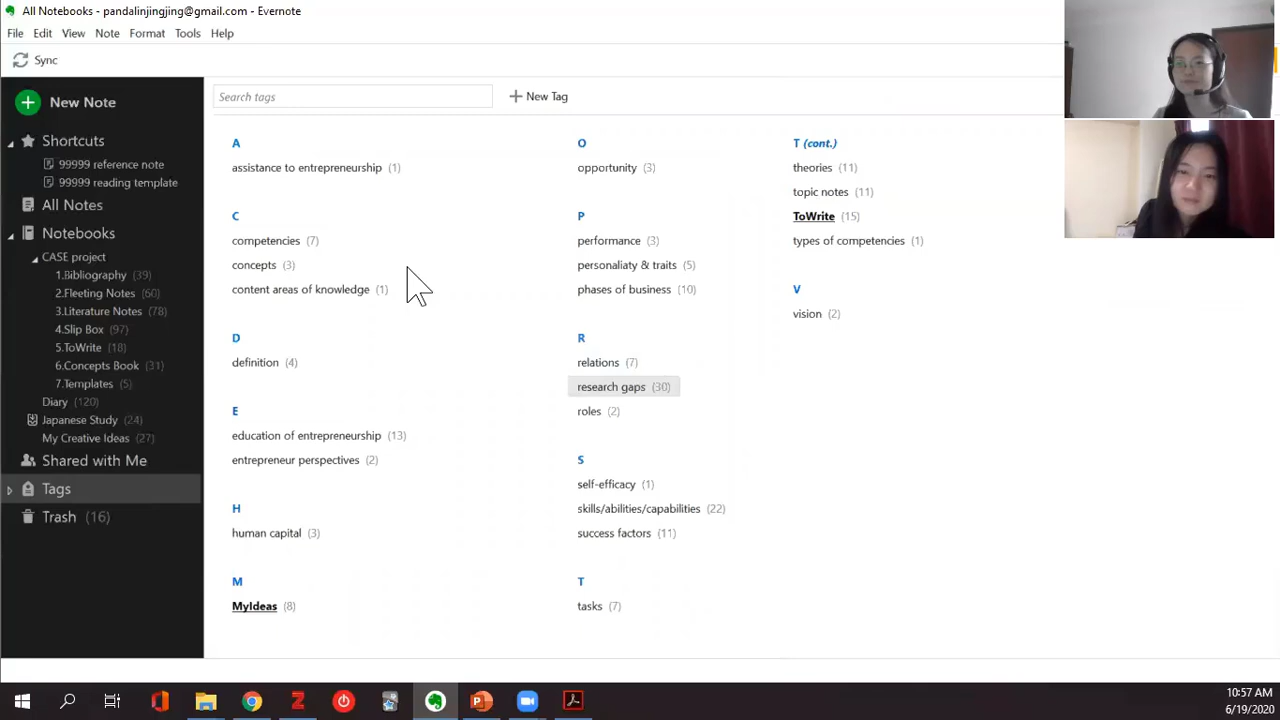 All Notebooks - pandalinjingjing@gmail.com - Evernote
File Edit View Note Format Tools Help
Sync
New Note
Shortcuts
99999 reference note
99999 reading template
All Notes
Notebooks
CASE project
1.Bibliography (39)
2.Fleeting Notes (60)
3.Literature Notes (78)
4.Slip Box (97)
5.ToWrite (18)
6.Concepts Book (31)
7.Templates (5)
Diary (120)
Japanese Study (24)
My Creative Ideas (27)
Shared with Me
Tags
Trash (16)
Search tags
New Tag
A
assistance to entrepreneurship (1)
C
competencies (7)
concepts (3)
content areas of knowledge (1)
D
definition (4)
E
education of entrepreneurship (13)
entrepreneur perspectives (2)
H
human capital (3)
M
MyIdeas (8)
O
opportunity (3)
P
performance (3)
personaliaty & traits (5)
phases of business (10)
R
relations (7)
research gaps (30)
roles (2)
S
self-efficacy (1)
skills/abilities/capabilities (22)
success factors (11)
T
tasks (7)
T (cont.)
theories (11)
topic notes (11)
ToWrite (15)
types of competencies (1)
V
vision (2)
10:57 AM
6/19/2020